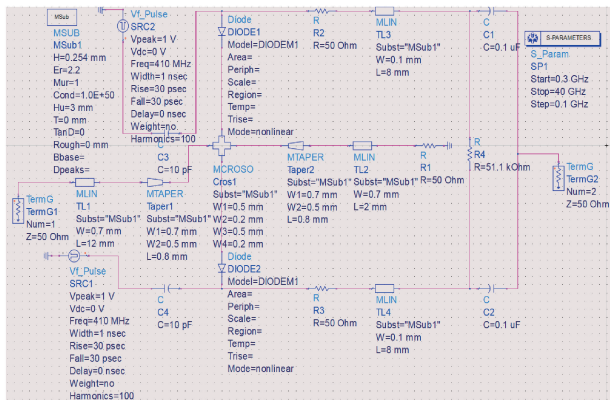 MSub
MSUB
MSub1
H=0.254 mm
Er=2.2
Mur=1
Cond=1.0E+50
Hu=3 mm
T=0 mm
TanD=0
Rough=0 mm
Bbase=
Dpeaks=
Vf_Pulse
SRC2
Vpeak=1 V
Vdc=0 V
Freq=410 MHz
Width=1 nsec
Rise=30 psec
Fall=30 psec
Delay=0 nsec
Weight=no
Harmonics=100
C
C3
C=10 pF
Diode
DIODE1
Model=DIODEM1
Area=
Periph=
Scale=
Region=
Temp=
Trise=
Mode=nonlinear
R
R2
R=50 Ohm
MLIN
TL3
Subst="MSub1"
W=0.1 mm
L=8 mm
C
C1
C=0.1 uF
S-PARAMETERS
S_Param
SP1
Start=0.3 GHz
Stop=40 GHz
Step=0.1 GHz
TermG
TermG1
Num=1
Z=50 Ohm
MLIN
TL1
Subst="MSub1"
W=0.7 mm
L=12 mm
MTAPER
Taper1
Subst="MSub1"
W1=0.7 mm
W2=0.5 mm
L=0.8 mm
MCROSO
Cros1
Subst="MSub1"
W1=0.5 mm
W2=0.2 mm
W3=0.5 mm
W4=0.2 mm
MTAPER
Taper2
Subst="MSub1"
W1=0.7 mm
W2=0.5 mm
L=0.8 mm
MLIN
TL2
Subst="MSub1"
W=0.7 mm
L=2 mm
R
R1
R=50 Ohm
R
R4
R=51.1 kOhm
TermG
TermG2
Num=2
Z=50 Ohm
Vf_Pulse
SRC1
Vpeak=1 V
Vdc=0 V
Freq=410 MHz
Width=1 nsec
Rise=30 psec
Fall=30 psec
Delay=0 nsec
Weight=no
Harmonics=100
C
C4
C=10 pF
Diode
DIODE2
Model=DIODEM1
Area=
Periph=
Scale=
Region=
Temp=
Trise=
Mode=nonlinear
R
R3
R=50 Ohm
MLIN
TL4
Subst="MSub1"
W=0.1 mm
L=8 mm
C
C2
C=0.1 uF